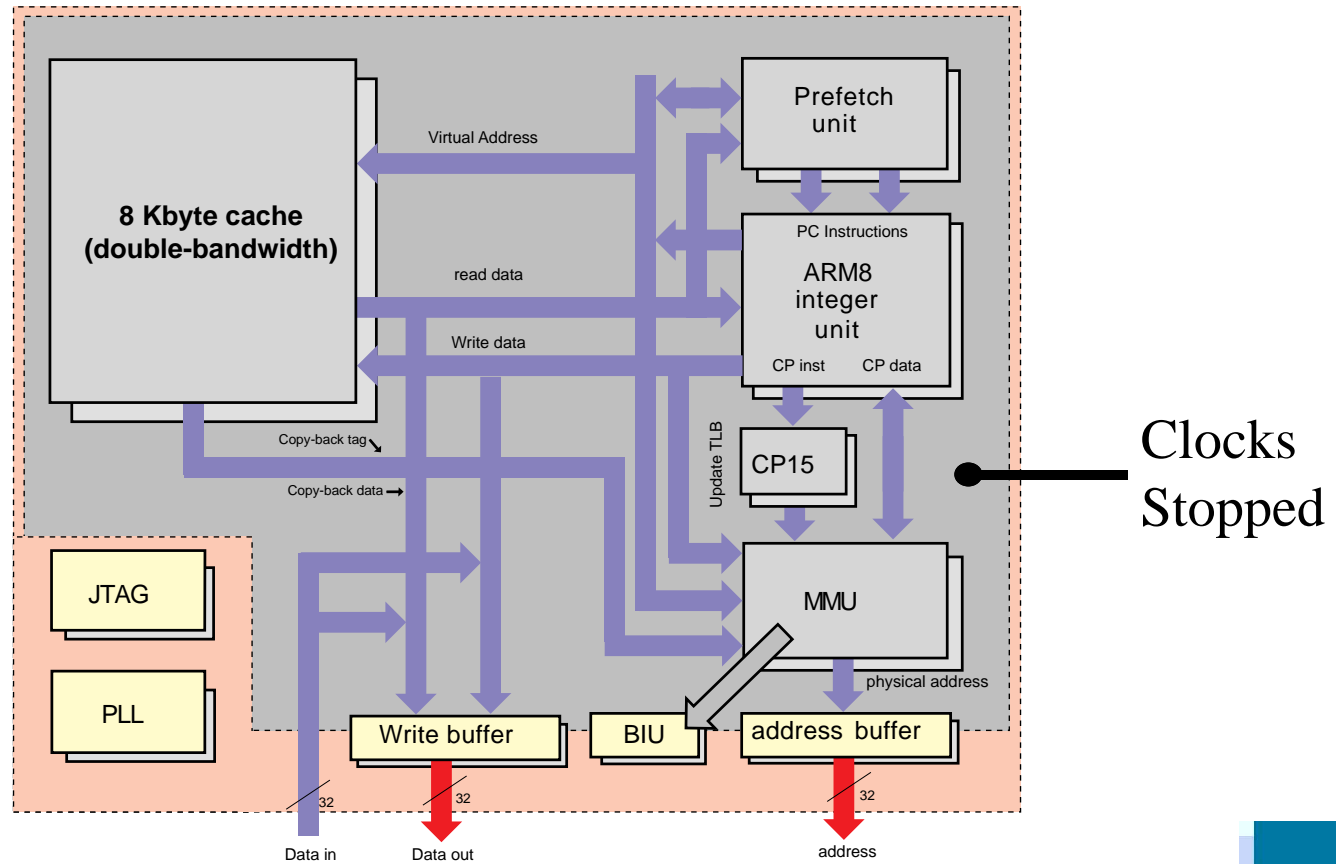 Prefetch
unit
Virtual Address
8 Kbyte cache
(double-bandwidth)
PC Instructions
ARM8
integer
unit
read data
Write data
CP inst
CP data
Copy-back tag
Update TLB
CP15
Clocks
Stopped
Copy-back data
JTAG
MMU
physical address
PLL
Write buffer
BIU
address buffer
32
32
32
Data in
Data out
address